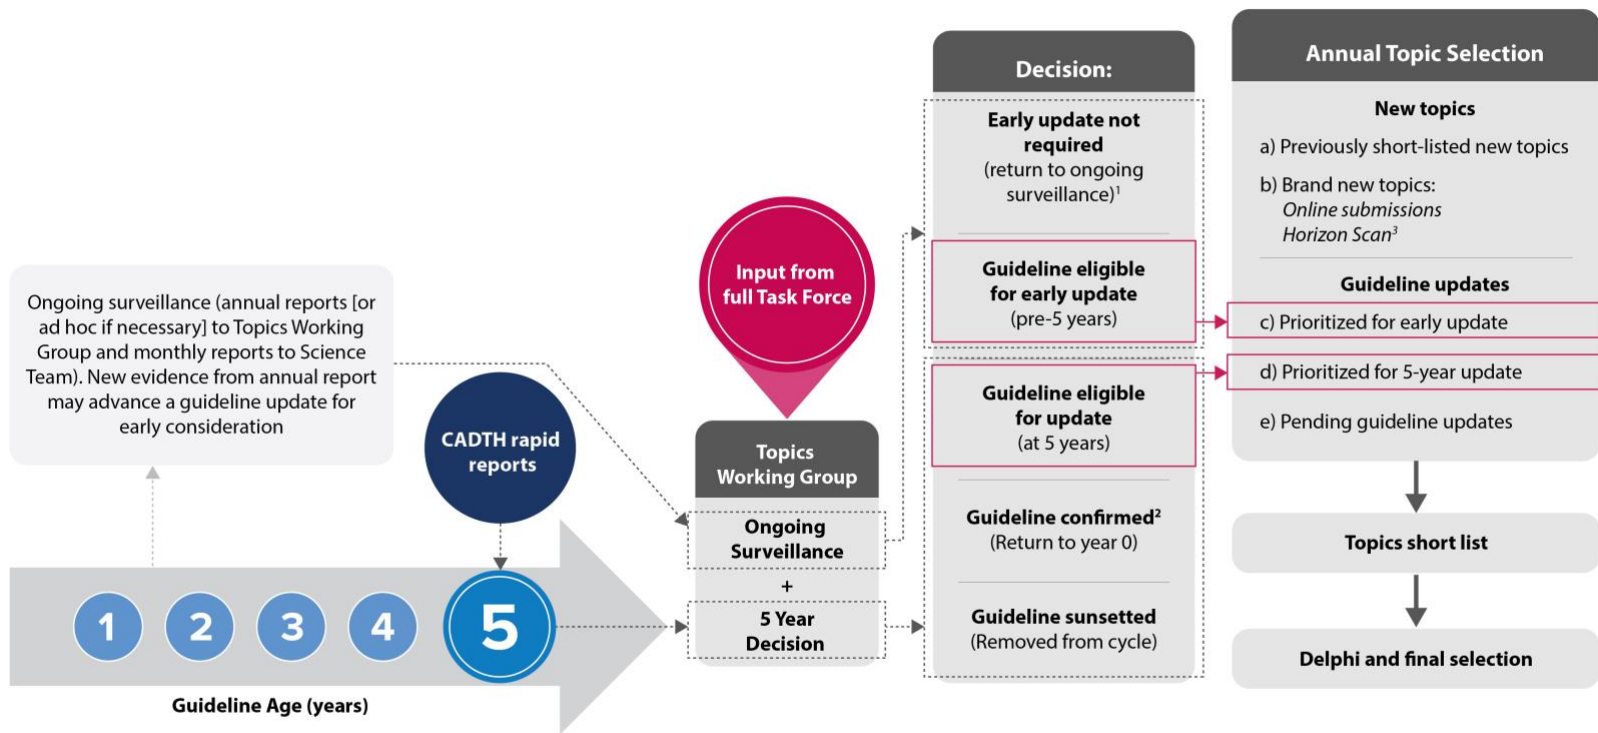 Ongoing surveillance (annual reports [or
ad hoc if necessary] to Topics Working
Group and monthly reports to Science
Team). New evidence from annual report
may advance a guideline update for
early consideration
CADTH rapid
reports
1
2
3
4
5
Guideline Age (years)
Input from
full Task Force
Topics
Working Group
Ongoing
Surveillance
+
5 Year
Decision
Decision:
Early update not
required
(return to ongoing
surveillance)¹
Guideline eligible
for early update
(pre-5 years)
Guideline eligible
for update
(at 5 years)
Guideline confirmed²
(Return to year 0)
Guideline sunsetted
(Removed from cycle)
Annual Topic Selection
New topics
a) Previously short-listed new topics
b) Brand new topics:
Online submissions
Horizon Scan³
Guideline updates
c) Prioritized for early update
d) Prioritized for 5-year update
e) Pending guideline updates
Topics short list
Delphi and final selection